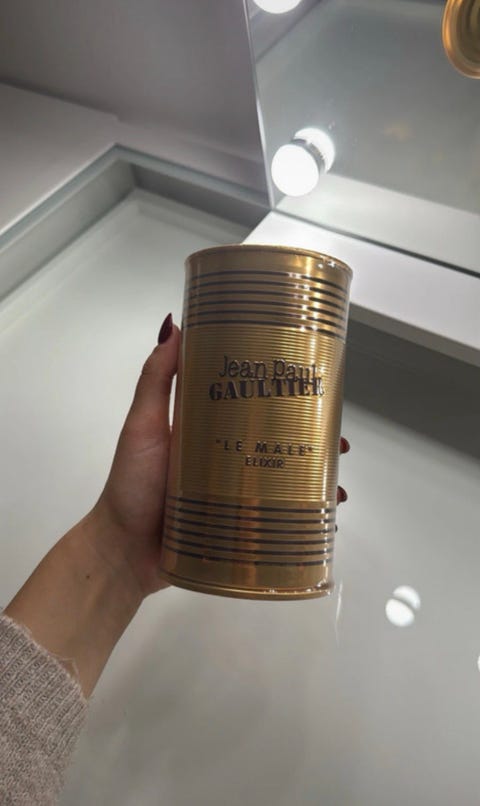 Jean Paul
GAULTIER
"LE MALE"
ELIXIR